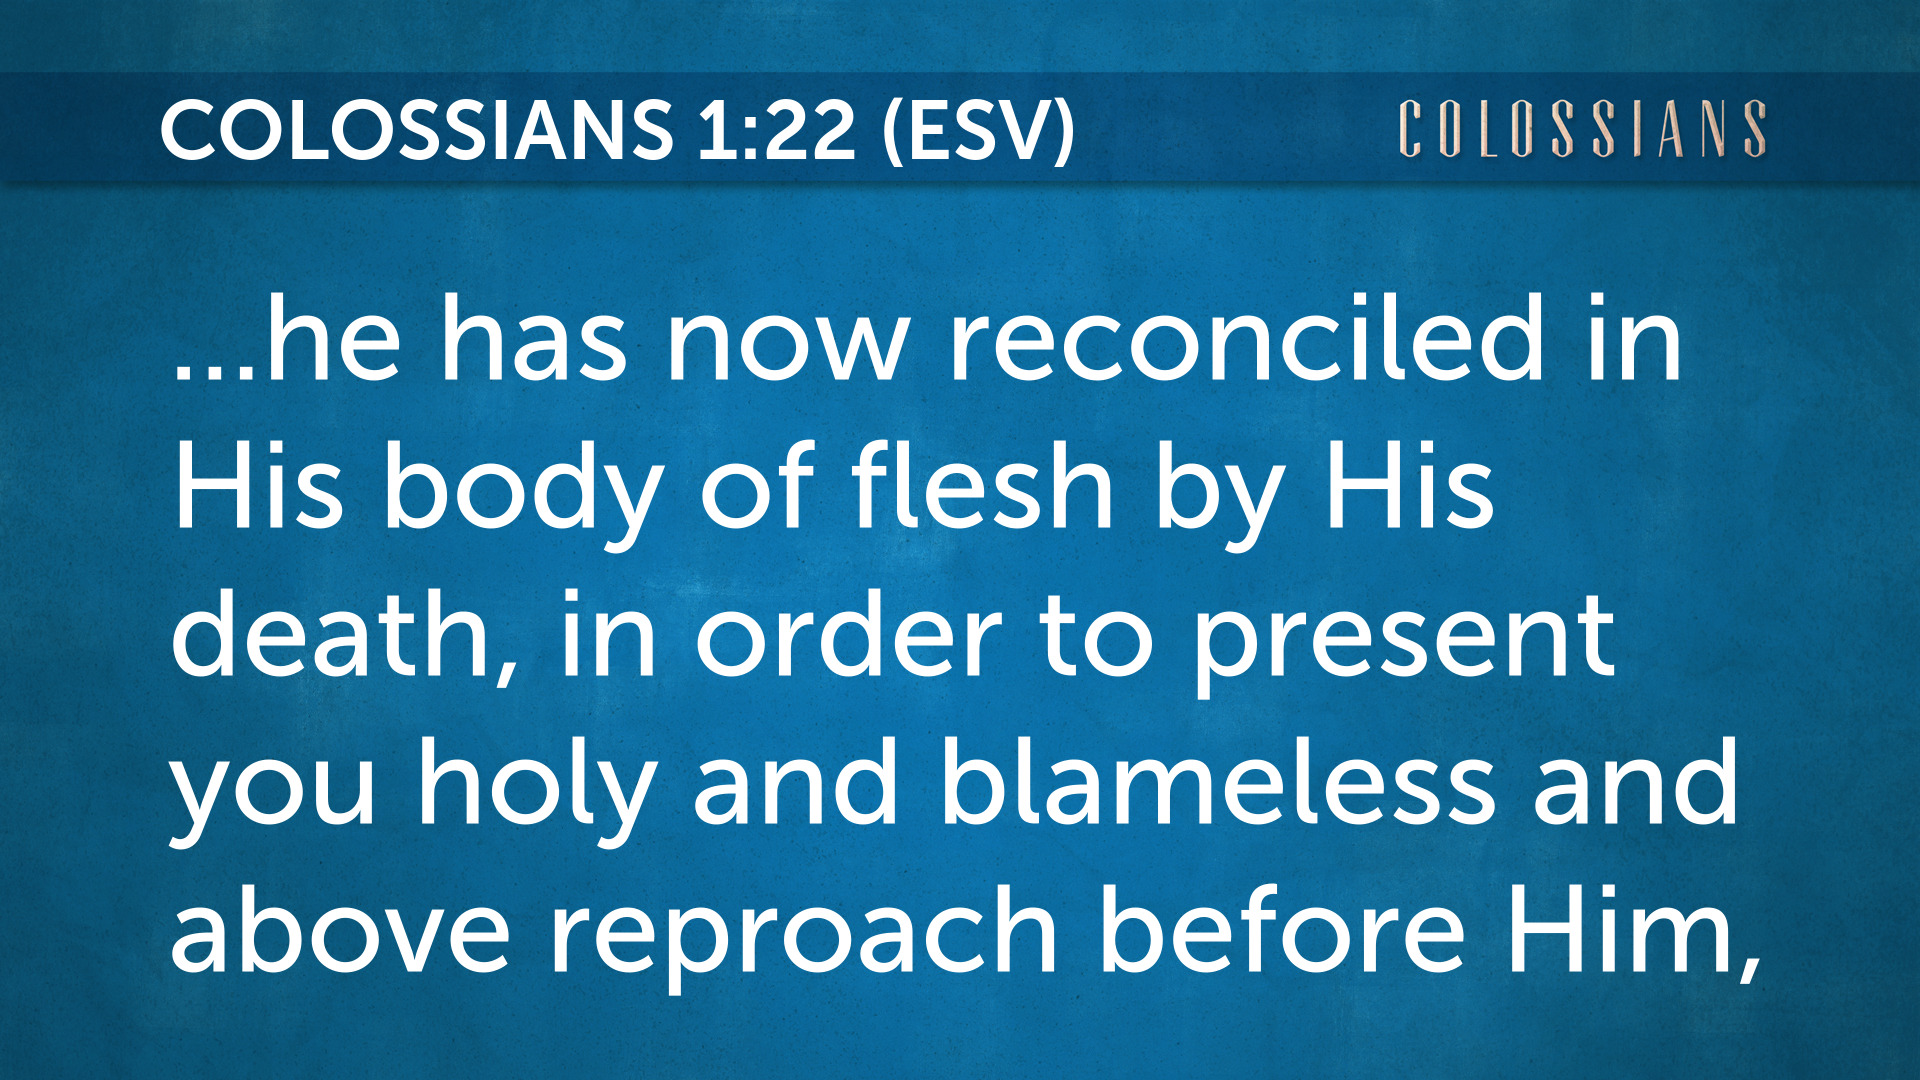 COLOSSIANS 1:22 (ESV)
COLOSSIANS
...he has now reconciled in
His body of flesh by His
death, in order to present
you holy and blameless and
above reproach before Him,